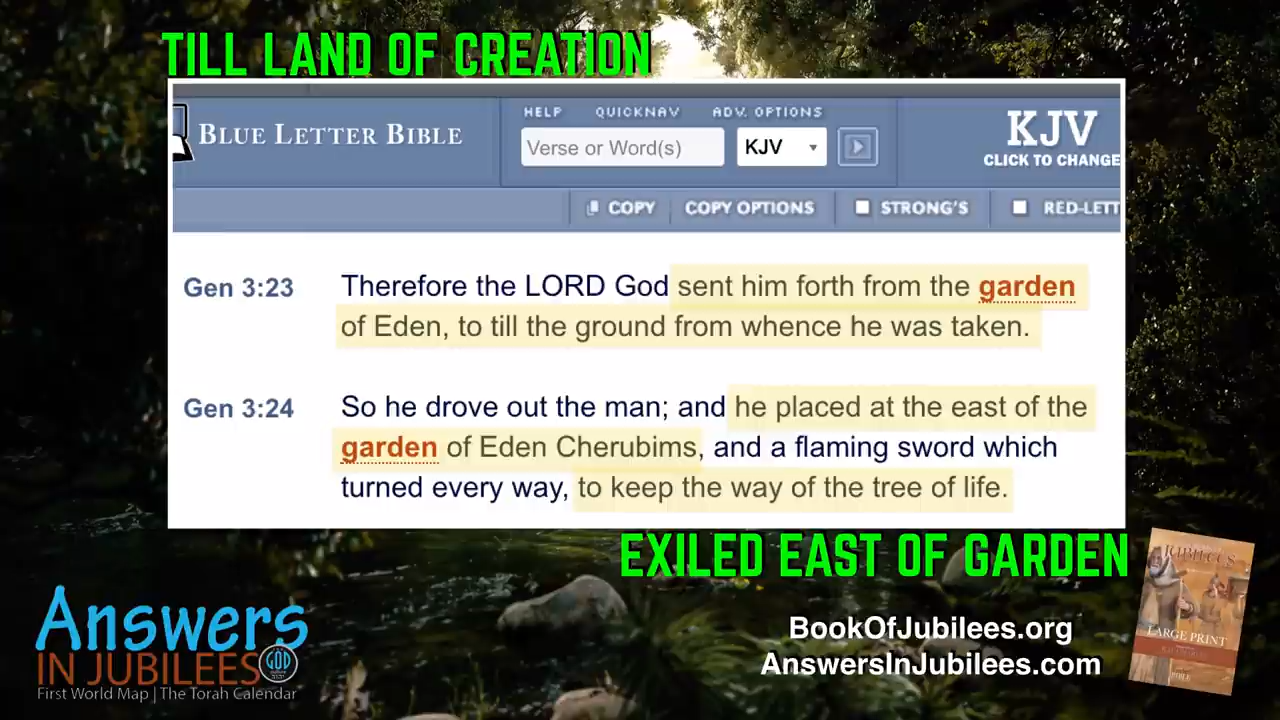 TILL LAND OF CREATION
HELP QUICKNAV ADV. OPTIONS
BLUE LETTER BIBLE
Verse or Word(s) KJV
KJV
CLICK TO CHANGE
COPY COPY OPTIONS STRONG'S RED-LETT
Gen 3:23 Therefore the LORD God sent him forth from the garden
of Eden, to till the ground from whence he was taken.
Gen 3:24 So he drove out the man; and he placed at the east of the
garden of Eden Cherubims, and a flaming sword which
turned every way, to keep the way of the tree of life.
EXILED EAST OF GARDEN
Answers
IN JUBILEES
GOD
First World Map | The Torah Calendar
BookOfJubilees.org
AnswersInJubilees.com
JUBILEES
LARGE PRINT
BIBLE